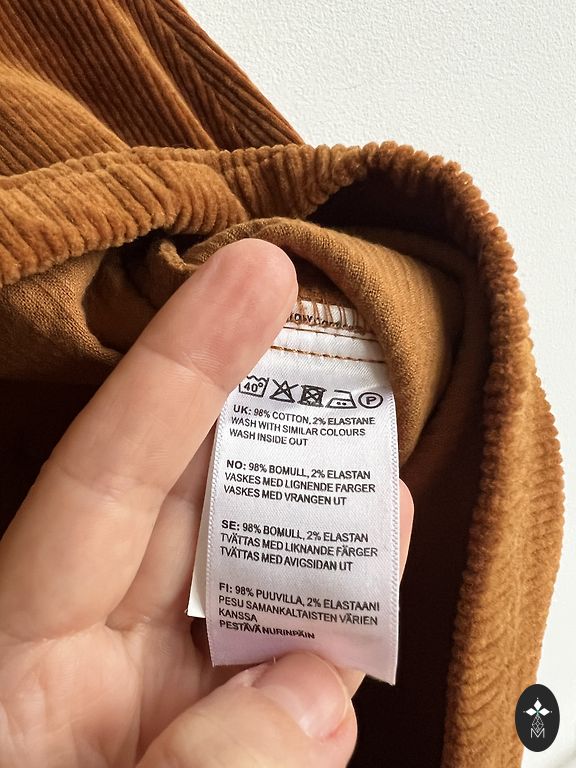 40°
P
UK: 98% COTTON, 2% ELASTANE
WASH WITH SIMILAR COLOURS
WASH INSIDE OUT
NO: 98% BOMULL, 2% ELASTAN
VASKES MED LIGNENDE FARGER
VASKES MED VRANGEN UT
SE: 98% BOMULL, 2% ELASTAN
TVÄTTAS MED LIKNANDE FÄRGER
TVÄTTAS MED AVIGSIDAN UT
FI: 98% PUUVILLA, 2% ELASTAANI
PESU SAMANKALTAISTEN VÄRIEN
KANSSA
PESTÄVÄ NURINPÄIN
M